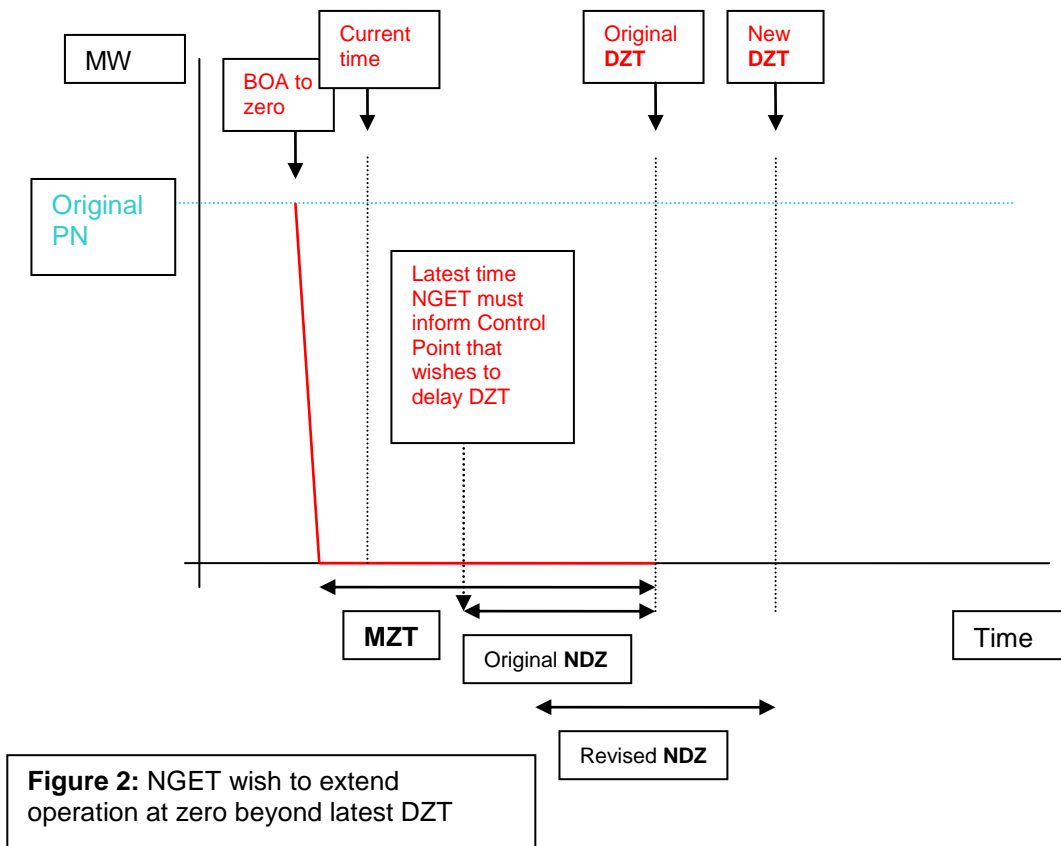 MW
BOA to
zero
Current
time
Original
DZT
New
DZT
Original
PN
Latest time
NGET must
inform Control
Point that
wishes to
delay DZT
MZT
Original NDZ
Time
Revised NDZ
Figure 2: NGET wish to extend
operation at zero beyond latest DZT